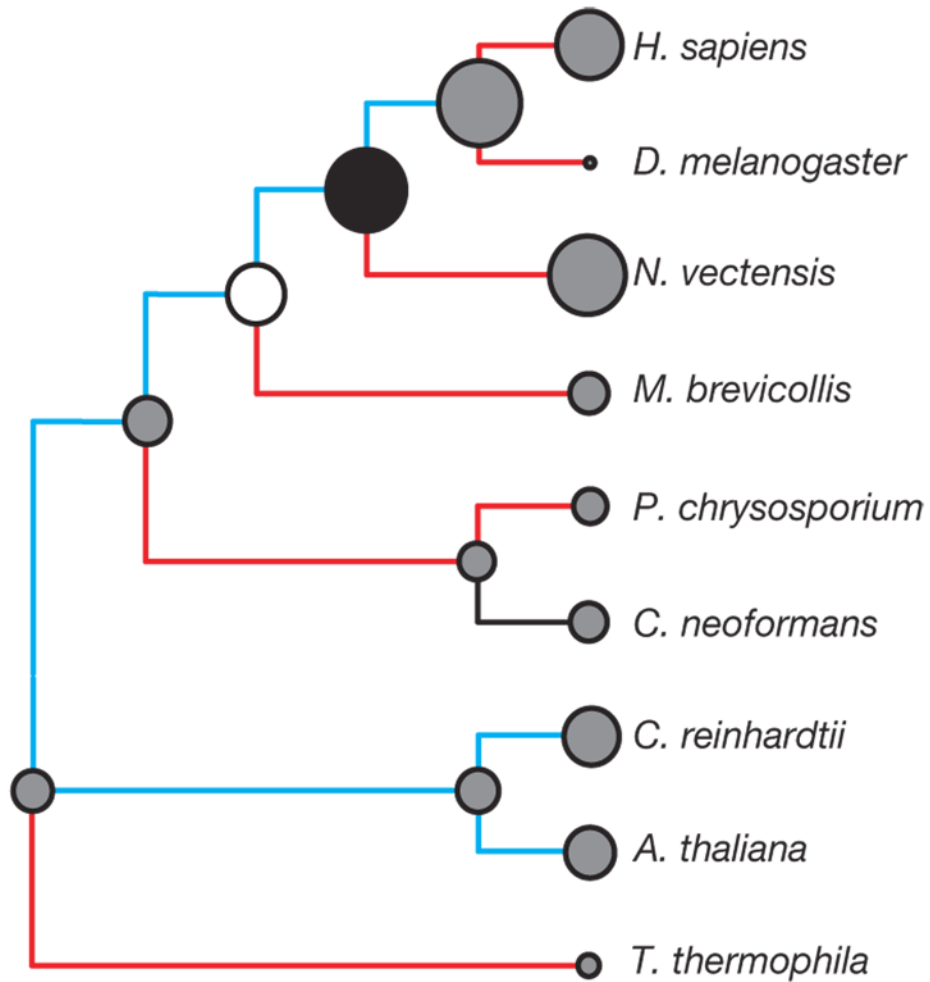 H. sapiens
D. melanogaster
N. vectensis
M. brevicollis
P. chrysosporium
C. neoformans
C. reinhardtii
A. thaliana
T. thermophila